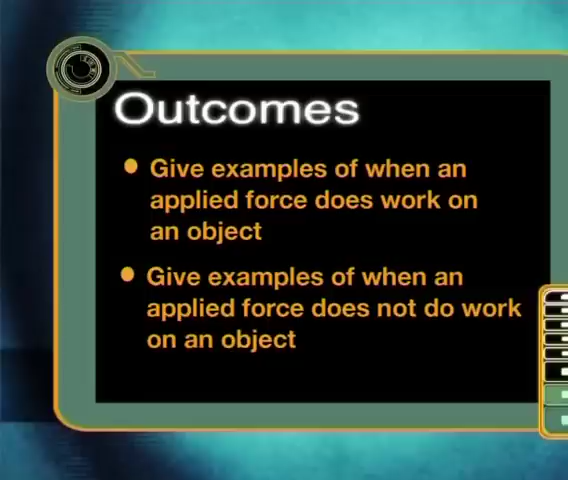 Outcomes
• Give examples of when an
applied force does work on
an object
• Give examples of when an
applied force does not do work
on an object